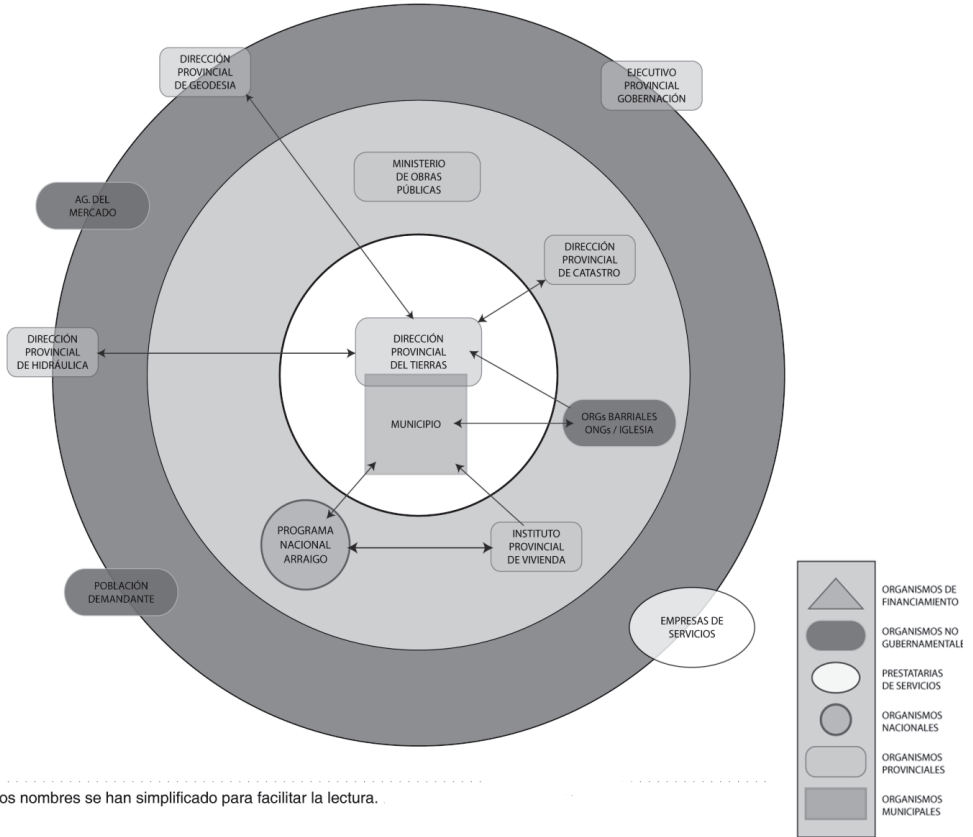 DIRECCIÓN
PROVINCIAL
DE GEODESIA
EJECUTIVO
PROVINCIAL
GOBERNACIÓN
MINISTERIO
DE OBRAS
PÚBLICAS
AG. DEL
MERCADO
DIRECCIÓN
PROVINCIAL
DE CATASTRO
DIRECCIÓN
PROVINCIAL
DE HIDRÁULICA
DIRECCIÓN
PROVINCIAL
DEL TIERRAS
MUNICIPIO
ORGs BARRIALES
ONGs / IGLESIA
PROGRAMA
NACIONAL
ARRAIGO
INSTITUTO
PROVINCIAL
DE VIVIENDA
POBLACIÓN
DEMANDANTE
EMPRESAS DE
SERVICIOS
ORGANISMOS DE
FINANCIAMIENTO
ORGANISMOS NO
GUBERNAMENTALE
PRESTATARIAS
DE SERVICIOS
ORGANISMOS
NACIONALES
ORGANISMOS
PROVINCIALES
ORGANISMOS
MUNICIPALES
os nombres se han simplificado para facilitar la lectura.